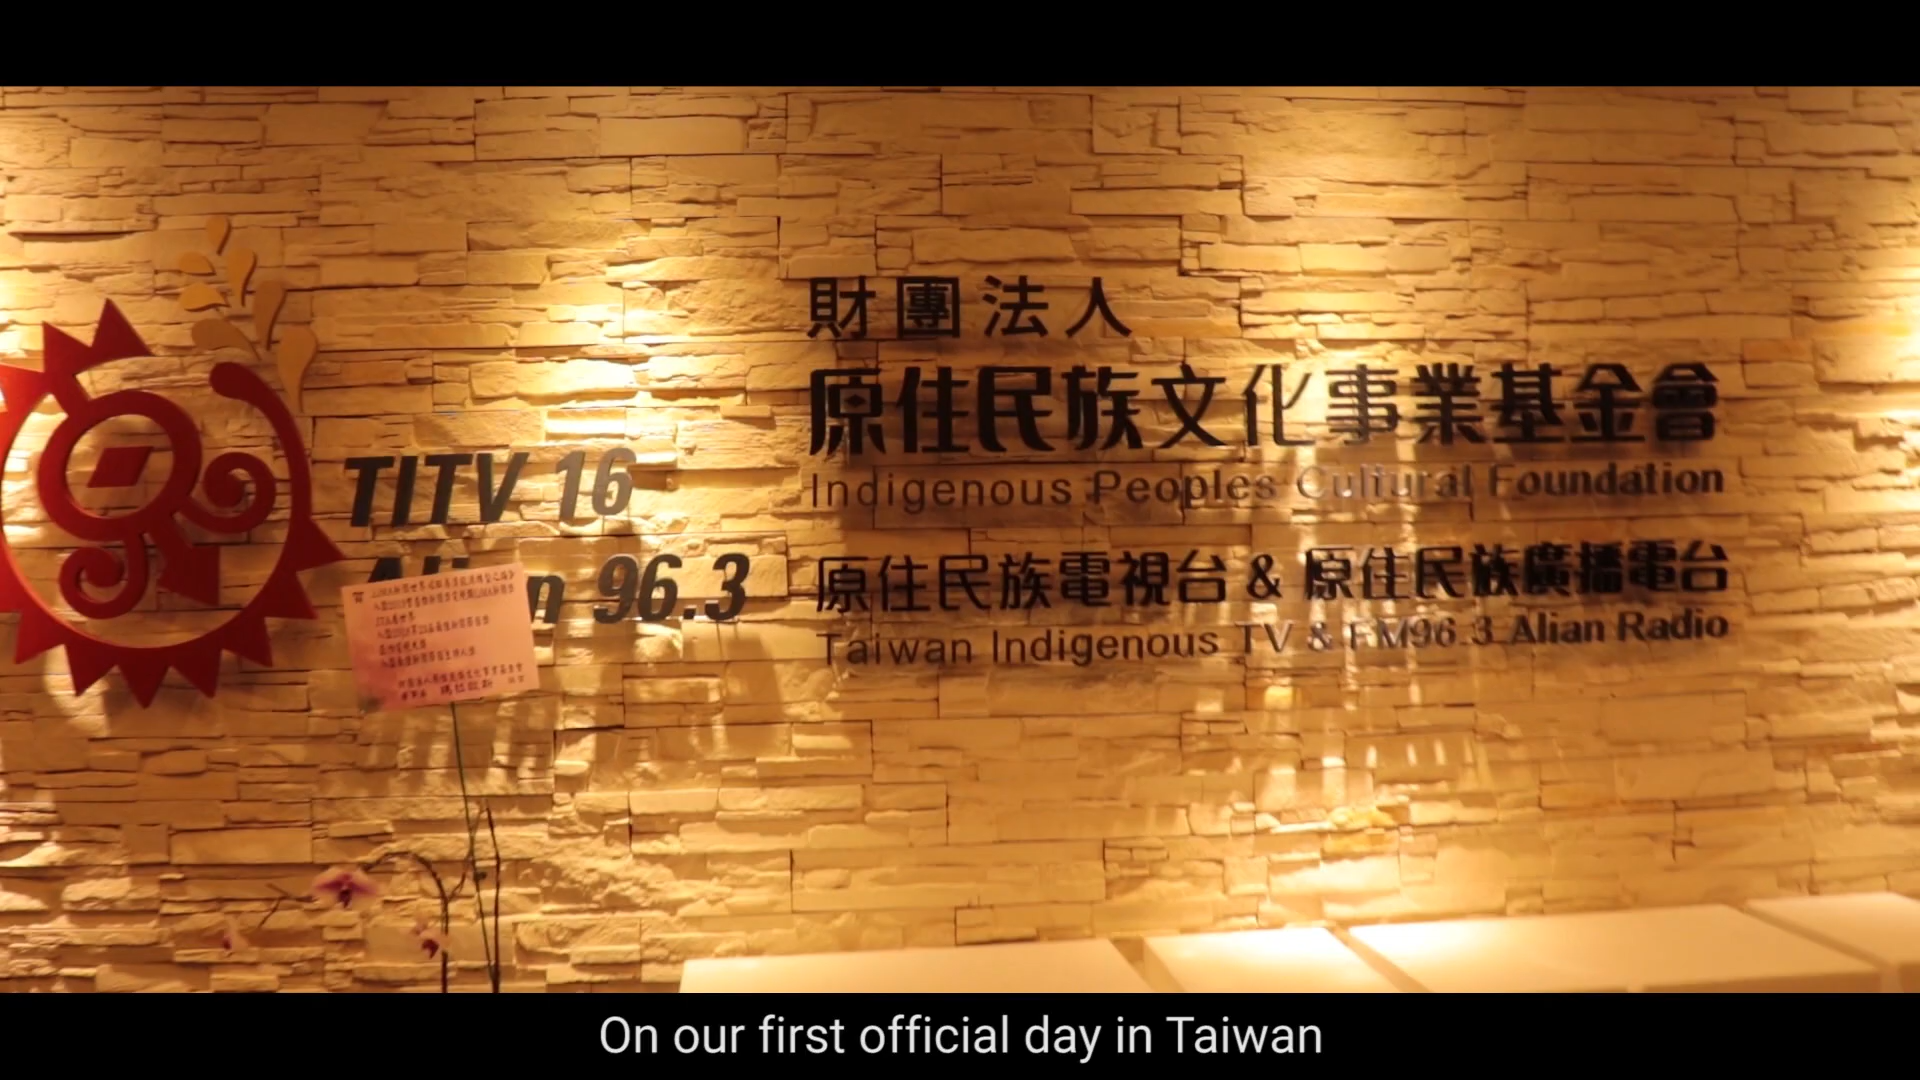 TITV 16
Alian 96.3
財團法人
原住民族文化事業基金會
Indigenous Peoples Cultural Foundation
原住民族電視台 & 原住民族廣播電台
Taiwan Indigenous TV & FM96.3 Alian Radio
On our first official day in Taiwan